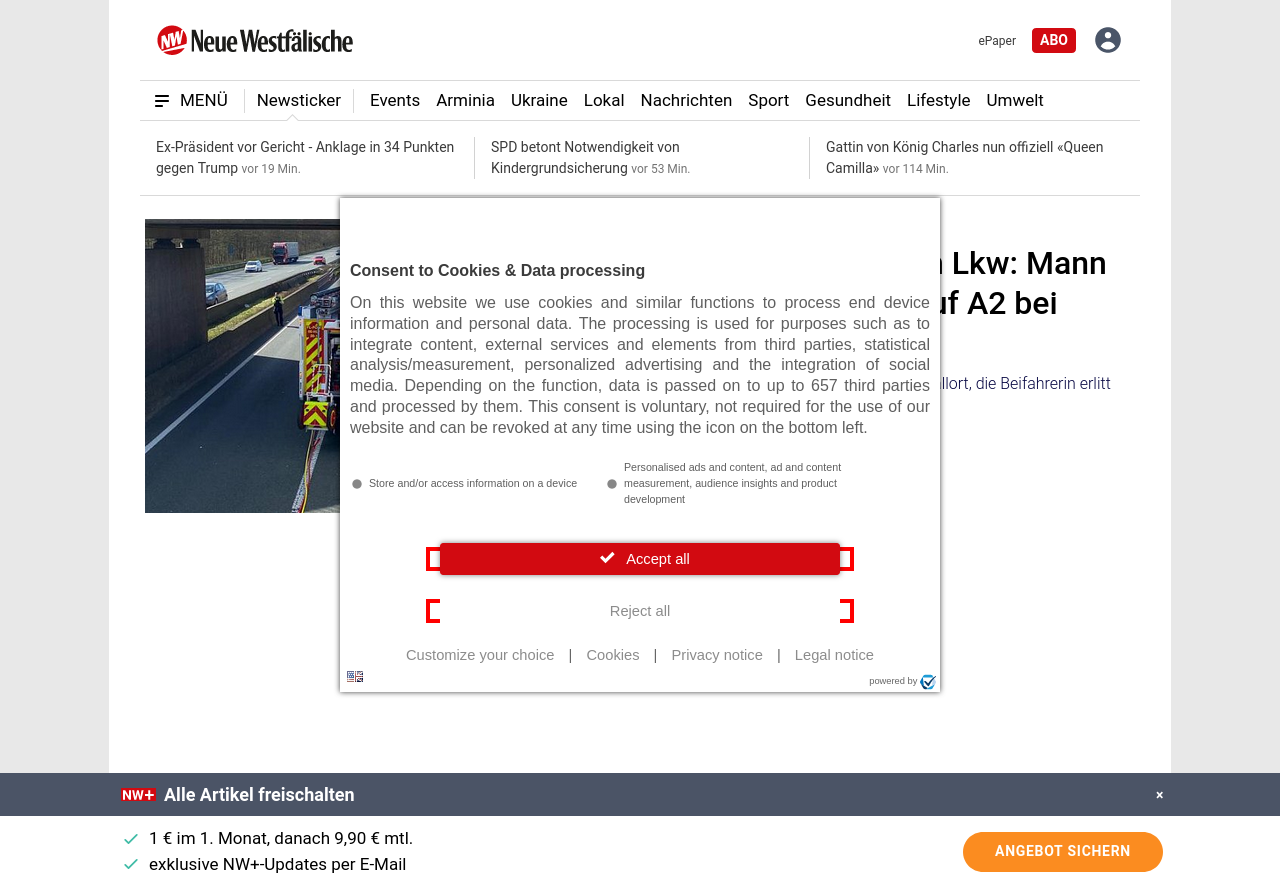 NW Neue Westfälische
ePaper
ABO
MENÜ
Newsticker
Events
Arminia
Ukraine
Lokal
Nachrichten
Sport
Gesundheit
Lifestyle
Umwelt
Ex-Präsident vor Gericht - Anklage in 34 Punkten
gegen Trump vor 19 Min.
SPD betont Notwendigkeit von
Kindergrundsicherung vor 53 Min.
Gattin von König Charles nun offiziell «Queen
Camilla» vor 114 Min.
Lkw: Mann
A2 bei
die Beifahrerin erlitt
Consent to Cookies & Data processing
On this website we use cookies and similar functions to process end device
information and personal data. The processing is used for purposes such as to
integrate content, external services and elements from third parties, statistical
analysis/measurement, personalized advertising and the integration of social
media. Depending on the function, data is passed on to up to 657 third parties
and processed by them. This consent is voluntary, not required for the use of our
website and can be revoked at any time using the icon on the bottom left.
Store and/or access information on a device
Personalised ads and content, ad and content
measurement, audience insights and product
development
Accept all
Reject all
Customize your choice | Cookies | Privacy notice | Legal notice
powered by
NW+ Alle Artikel freischalten
×
1 € im 1. Monat, danach 9,90 € mtl.
exklusive NW+-Updates per E-Mail
ANGEBOT SICHERN